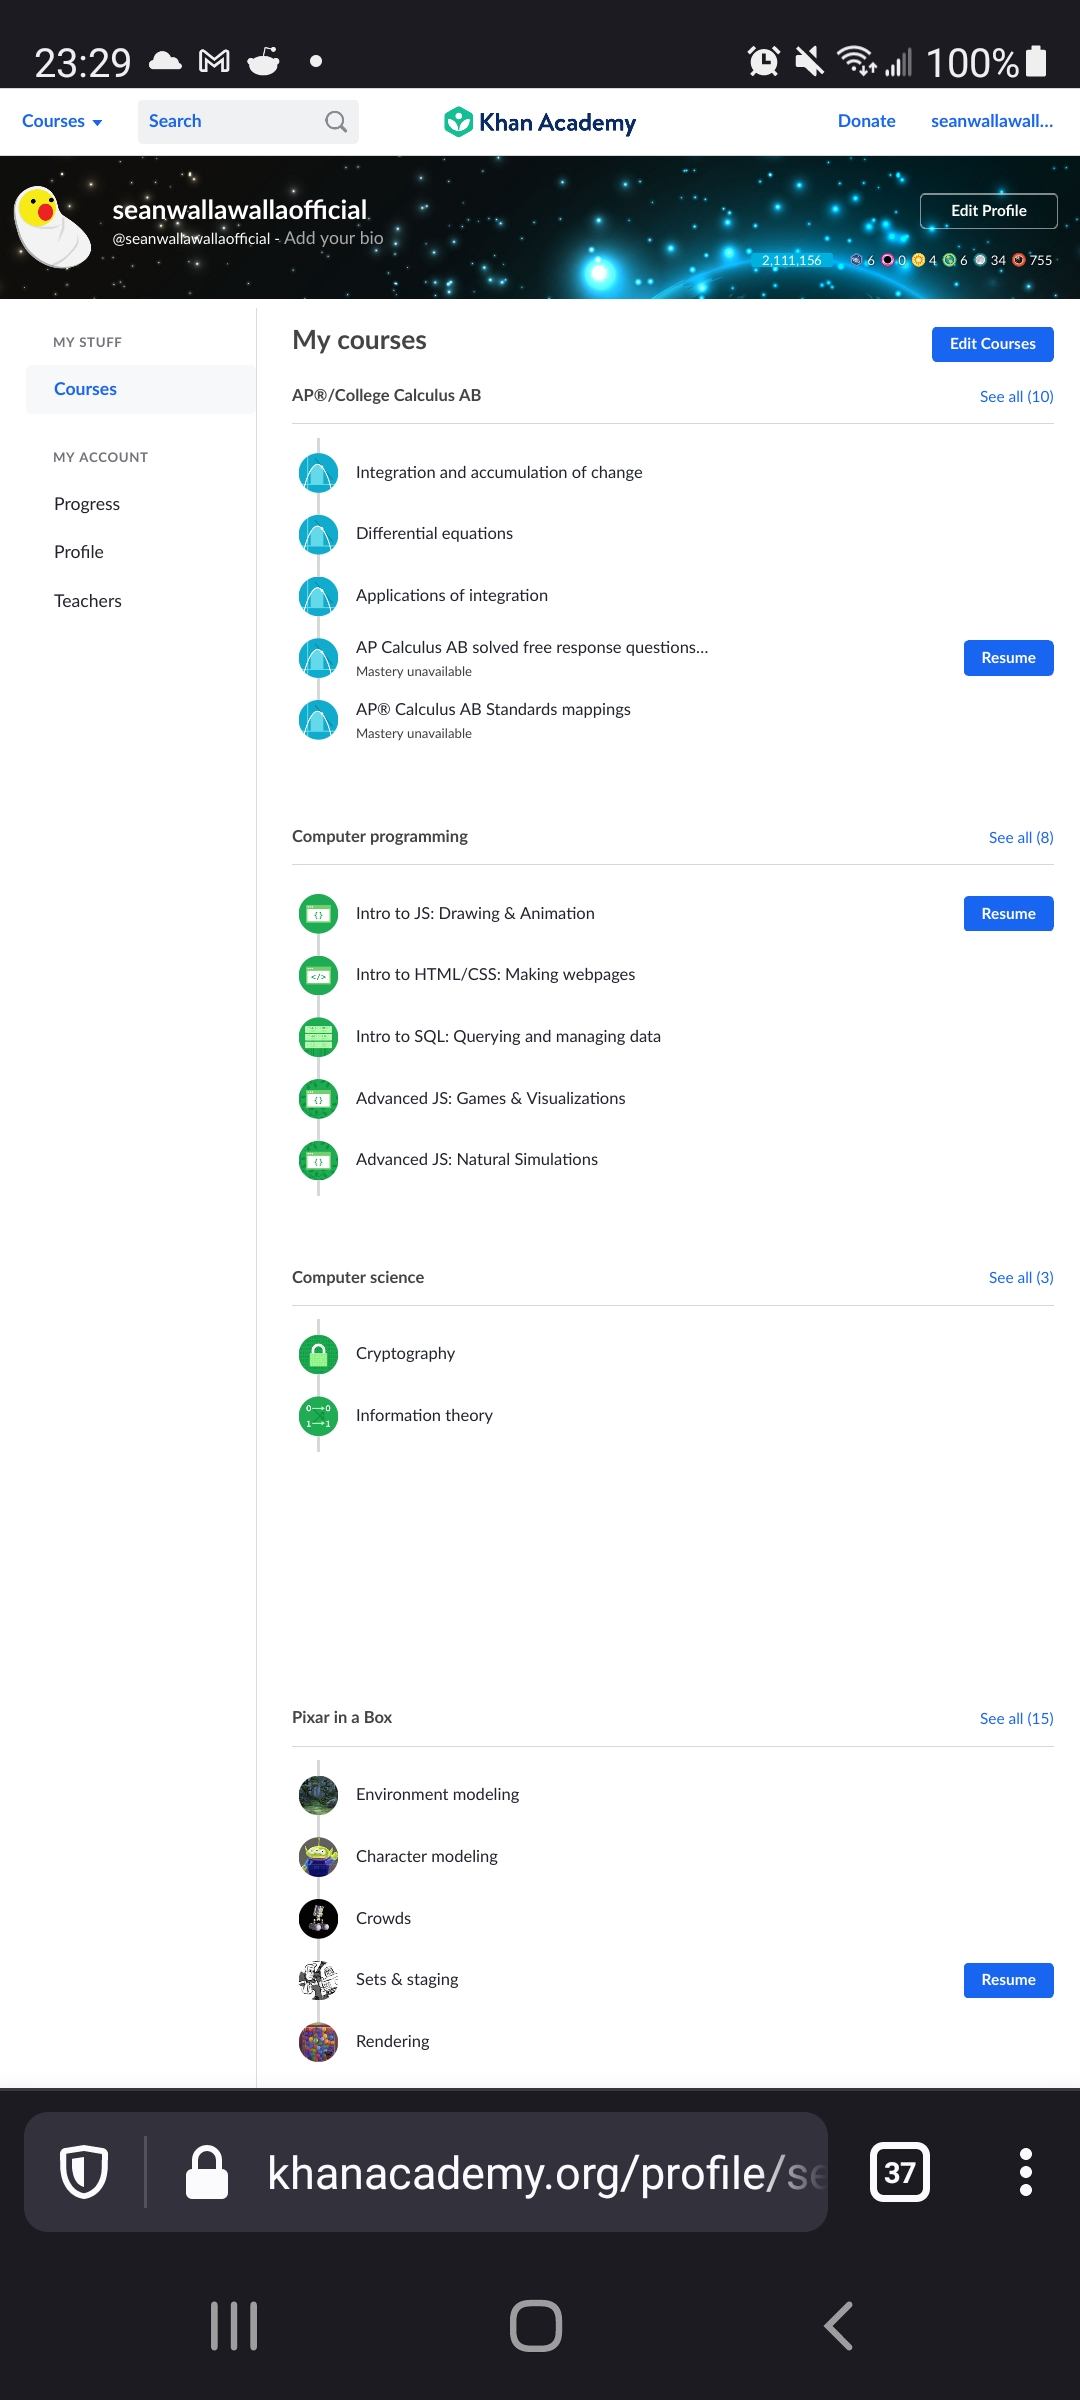 23:29
100%
Courses
Search
Khan Academy
Donate
seanwallawall...
seanwallawallaofficial
@seanwallawallaofficial - Add your bio
Edit Profile
2,111,156
6 0 4 6 34 755
MY STUFF
Courses
MY ACCOUNT
Progress
Profile
Teachers
My courses
Edit Courses
AP®/College Calculus AB
See all (10)
Integration and accumulation of change
Differential equations
Applications of integration
AP Calculus AB solved free response questions...
Mastery unavailable
Resume
AP® Calculus AB Standards mappings
Mastery unavailable
Computer programming
See all (8)
Intro to JS: Drawing & Animation
Resume
Intro to HTML/CSS: Making webpages
Intro to SQL: Querying and managing data
Advanced JS: Games & Visualizations
Advanced JS: Natural Simulations
Computer science
See all (3)
Cryptography
0→0
1→1
Information theory
Pixar in a Box
See all (15)
Environment modeling
Character modeling
Crowds
Sets & staging
Resume
Rendering
khanacademy.org/profile/se
37